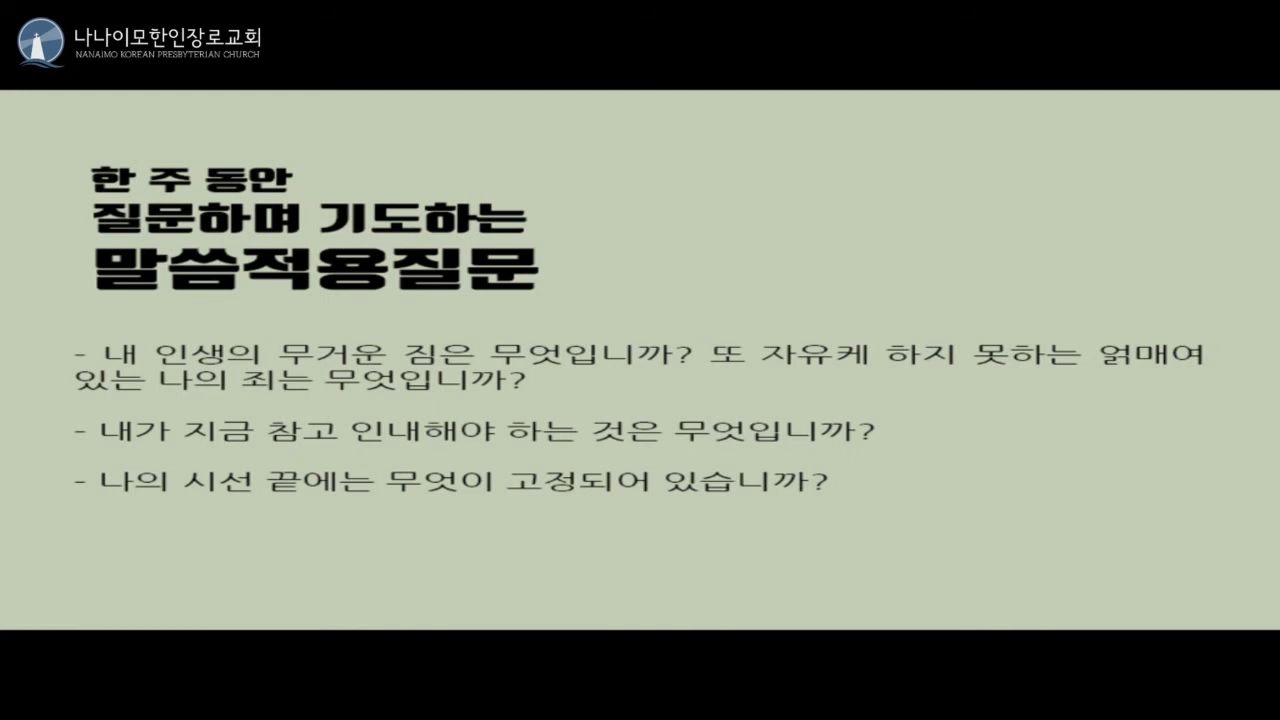 나나이모한인장로교회
NANAIMO KOREAN PRESBYTERIAN CHURCH
한 주 동안
질문하며 기도하는
말씀적용질문
- 내 인생의 무거운 짐은 무엇입니까? 또 자유케 하지 못하는 얽매여
있는 나의 죄는 무엇입니까?
- 내가 지금 참고 인내해야 하는 것은 무엇입니까?
- 나의 시선 끝에는 무엇이 고정되어 있습니까?